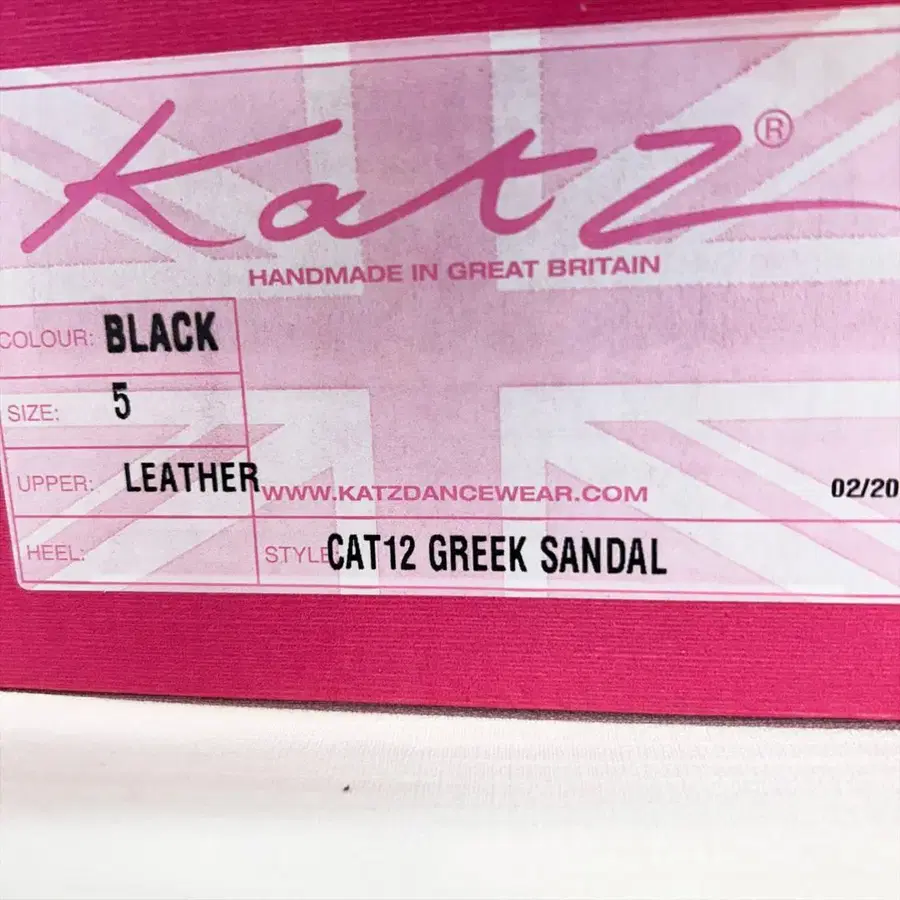 Katz®
HANDMADE IN GREAT BRITAIN
COLOUR: BLACK
SIZE: 5
UPPER: LEATHER
WWW.KATZDANCEWEAR.COM
02/20
HEEL:
STYLE CAT12 GREEK SANDAL